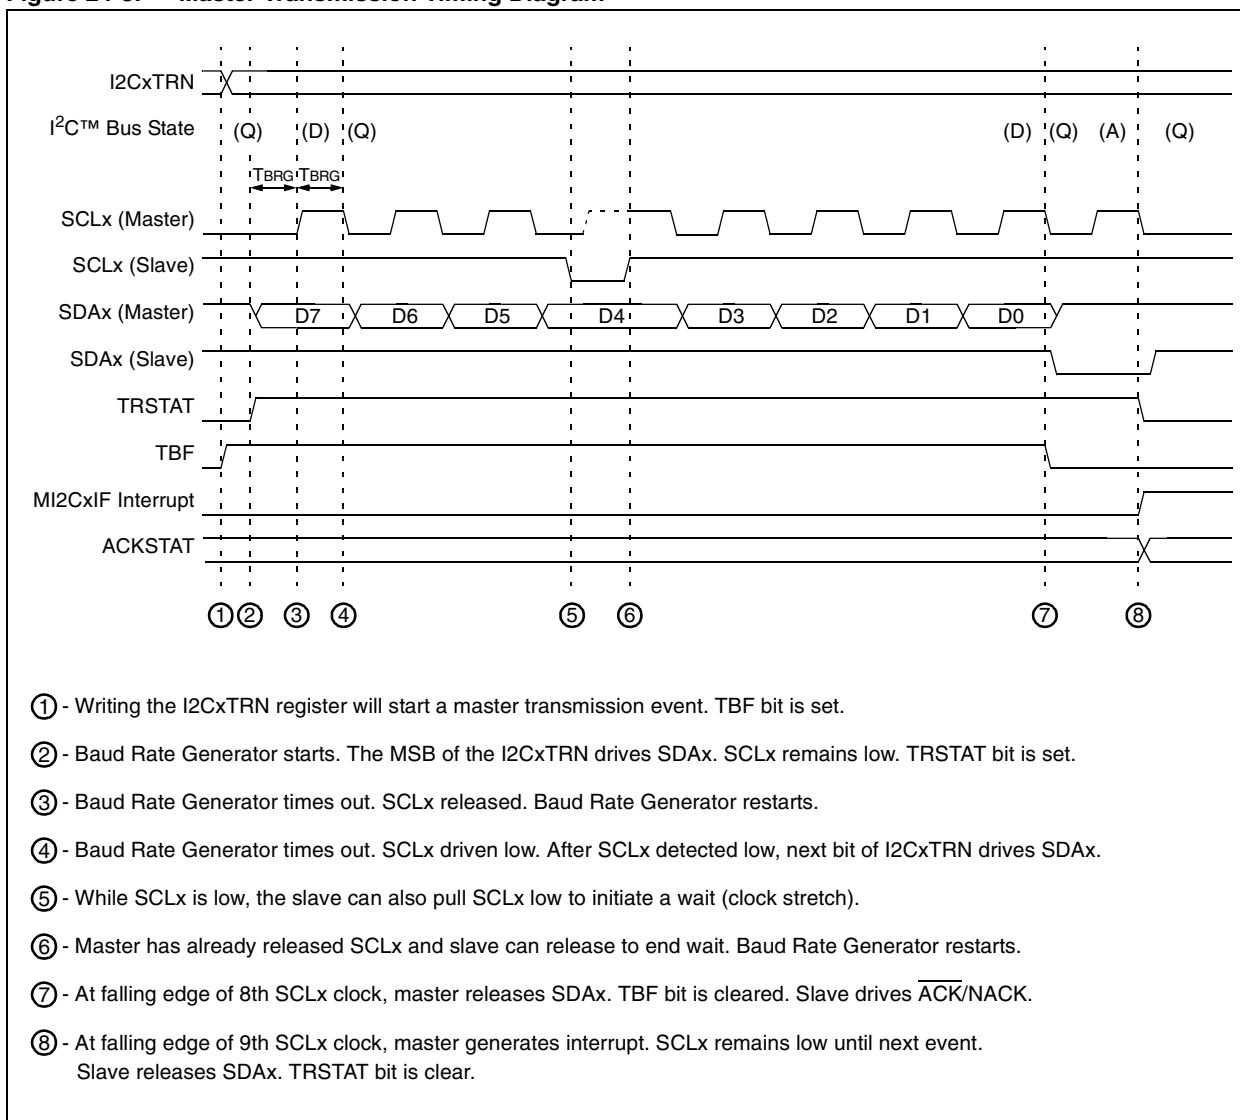 I2CxTRN
I2C™ Bus State (Q) (D) (Q) (D) (Q) (A) (Q)
TBRG TBRG
SCLx (Master)
SCLx (Slave)
SDAx (Master) D7 D6 D5 D4 D3 D2 D1 D0
SDAx (Slave)
TRSTAT
TBF
MI2CxIF Interrupt
ACKSTAT
1 2 3 4 5 6 7 8
1 - Writing the I2CxTRN register will start a master transmission event. TBF bit is set.
2 - Baud Rate Generator starts. The MSB of the I2CxTRN drives SDAx. SCLx remains low. TRSTAT bit is set.
3 - Baud Rate Generator times out. SCLx released. Baud Rate Generator restarts.
4 - Baud Rate Generator times out. SCLx driven low. After SCLx detected low, next bit of I2CxTRN drives SDAx.
5 - While SCLx is low, the slave can also pull SCLx low to initiate a wait (clock stretch).
6 - Master has already released SCLx and slave can release to end wait. Baud Rate Generator restarts.
7 - At falling edge of 8th SCLx clock, master releases SDAx. TBF bit is cleared. Slave drives ACK/NACK.
8 - At falling edge of 9th SCLx clock, master generates interrupt. SCLx remains low until next event.
Slave releases SDAx. TRSTAT bit is clear.